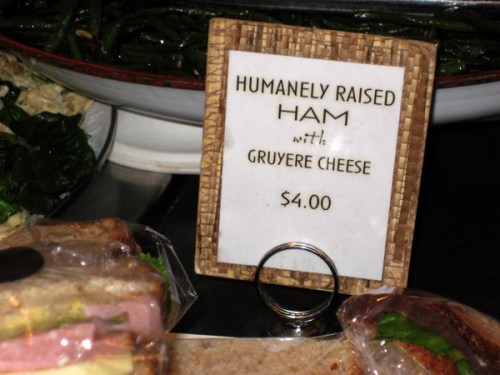 HUMANELY RAISED
HAM
with
GRUYERE CHEESE
$4.00